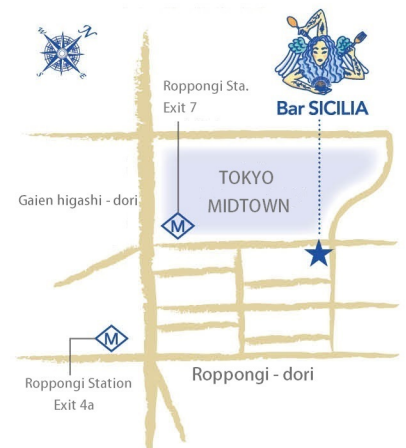 N
W
E
S
Roppongi Sta.
Exit 7
Bar SICILIA
TOKYO
MIDTOWN
Gaien higashi - dori
M
M
Roppongi Station
Exit 4a
Roppongi - dori